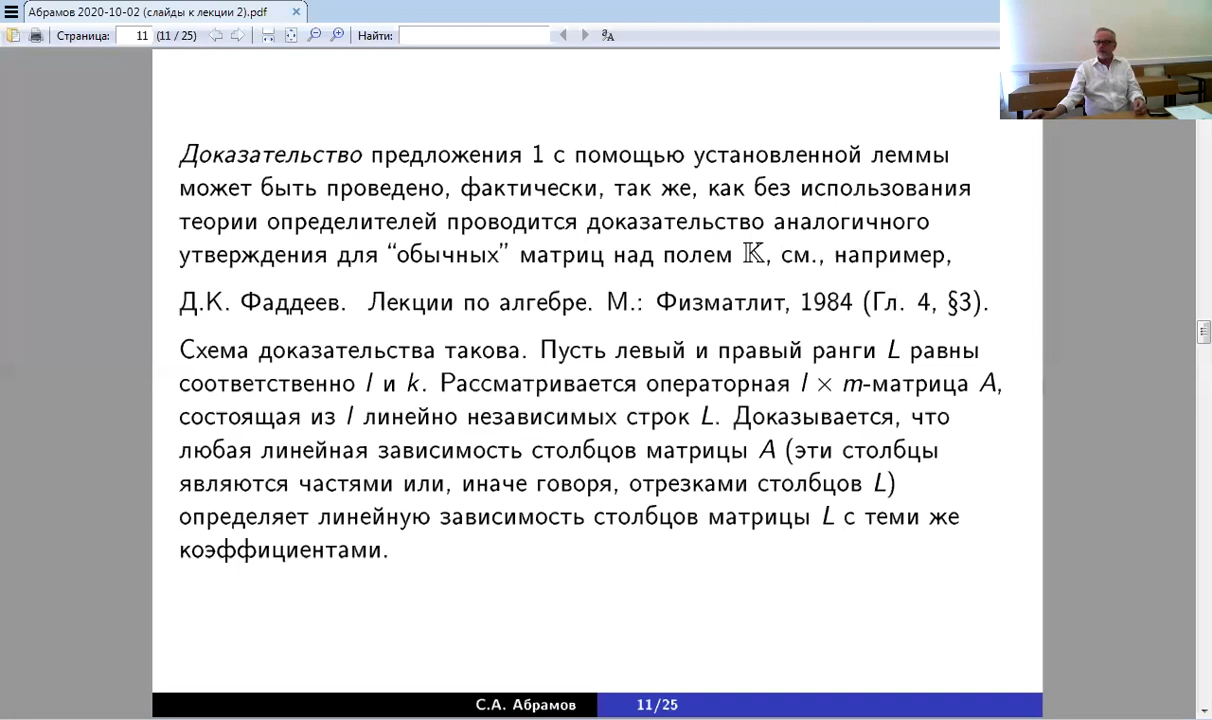 Абрамов 2020-10-02 (слайды к лекции 2).pdf
Страница: 11 (11 / 25) Найти:
Доказательство предложения 1 с помощью установленной леммы
может быть проведено, фактически, так же, как без использования
теории определителей проводится доказательство аналогичного
утверждения для “обычных” матриц над полем 𝕂, см., например,
Д.К. Фаддеев. Лекции по алгебре. М.: Физматлит, 1984 (Гл. 4, §3).
Схема доказательства такова. Пусть левый и правый ранги L равны
соответственно l и k. Рассматривается операторная l × m-матрица A,
состоящая из l линейно независимых строк L. Доказывается, что
любая линейная зависимость столбцов матрицы A (эти столбцы
являются частями или, иначе говоря, отрезками столбцов L)
определяет линейную зависимость столбцов матрицы L с теми же
коэффициентами.
С.А. Абрамов 11/25